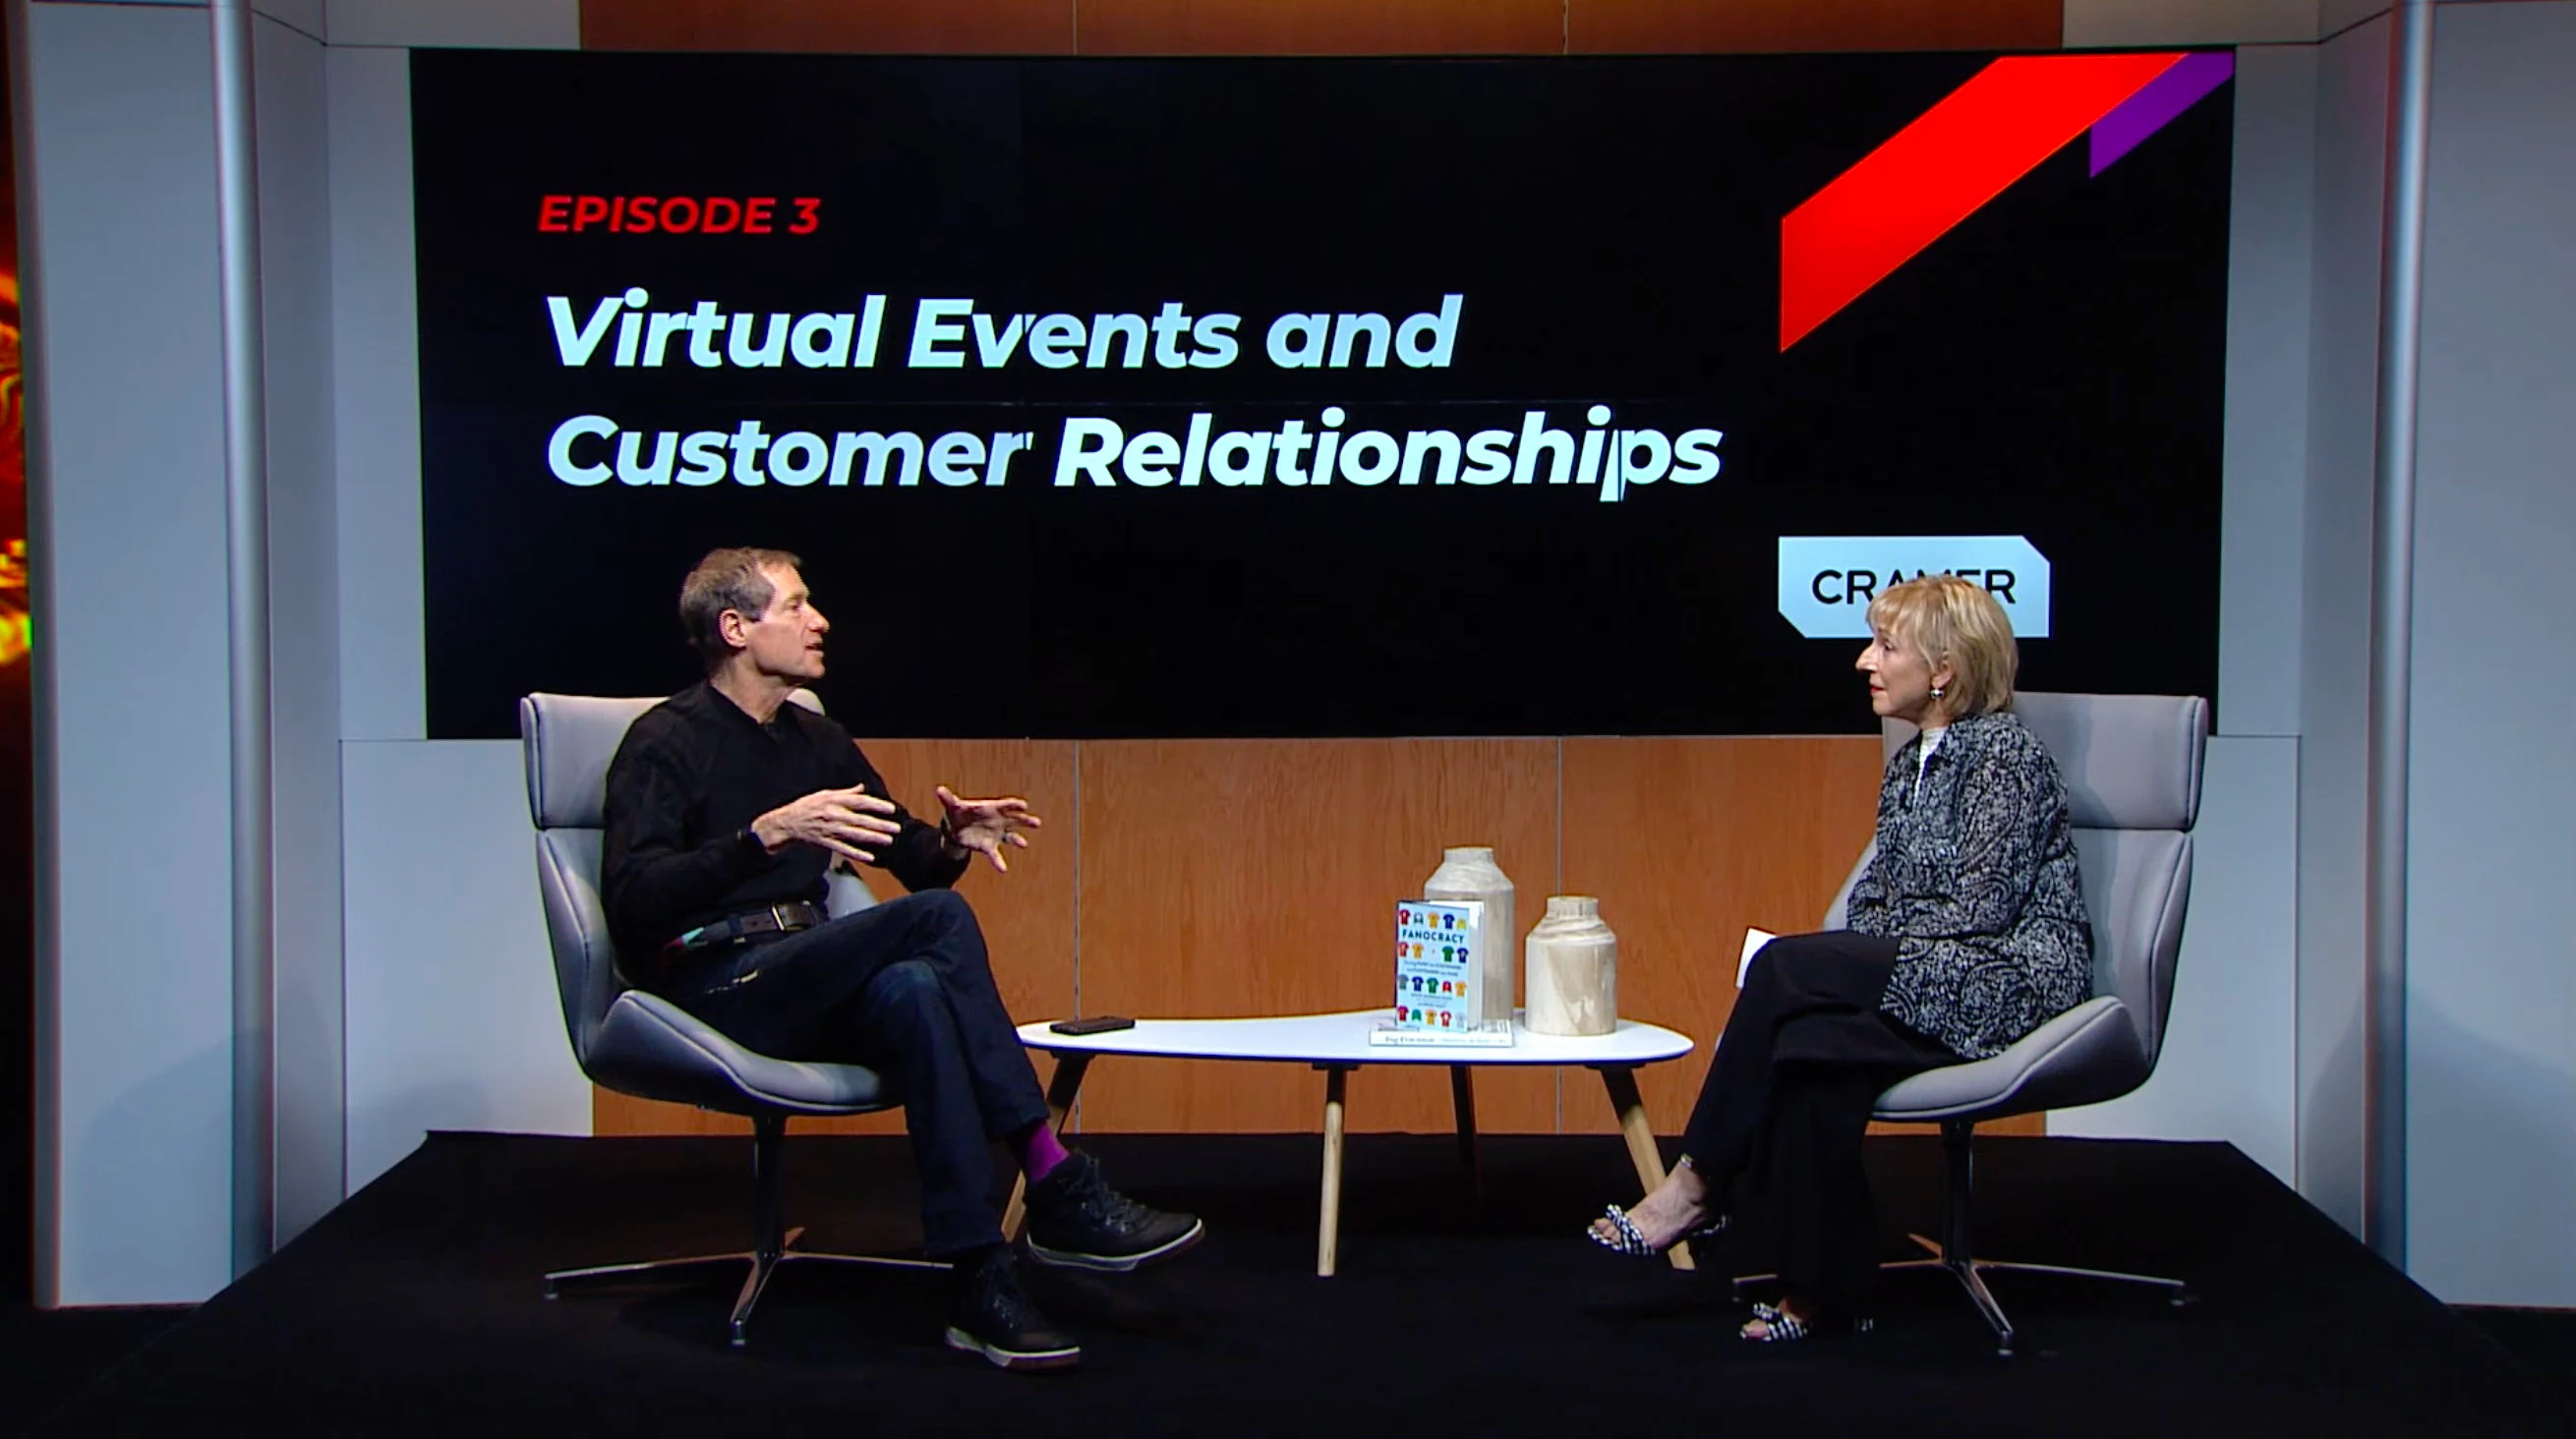 EPISODE 3
Virtual Events and
Customer Relationships
CRAMER
FANOCRACY